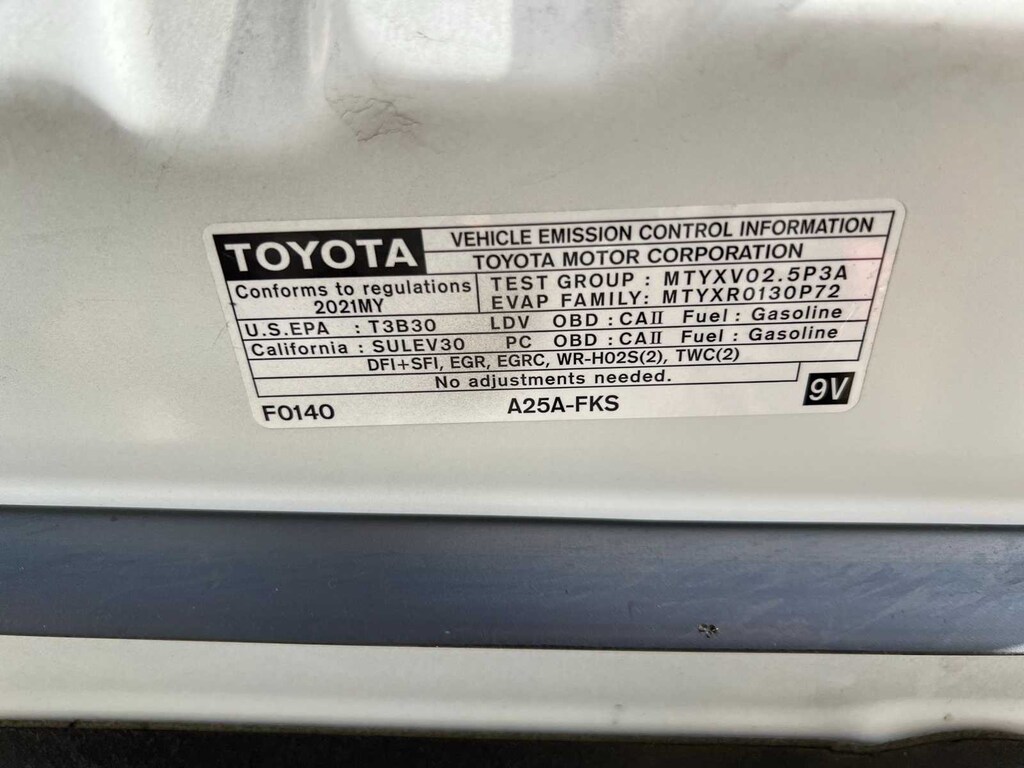 TOYOTA
VEHICLE EMISSION CONTROL INFORMATION
TOYOTA MOTOR CORPORATION
Conforms to regulations
2021MY
TEST GROUP : MTYXV02.5P3A
EVAP FAMILY: MTYXR0130P72
U.S.EPA : T3B30 LDV OBD : CAII Fuel : Gasoline
California : SULEV30 PC OBD : CAII Fuel : Gasoline
DFI+SFI, EGR, EGRC, WR-HO2S(2), TWC(2)
No adjustments needed.
F0140 A25A-FKS 9V